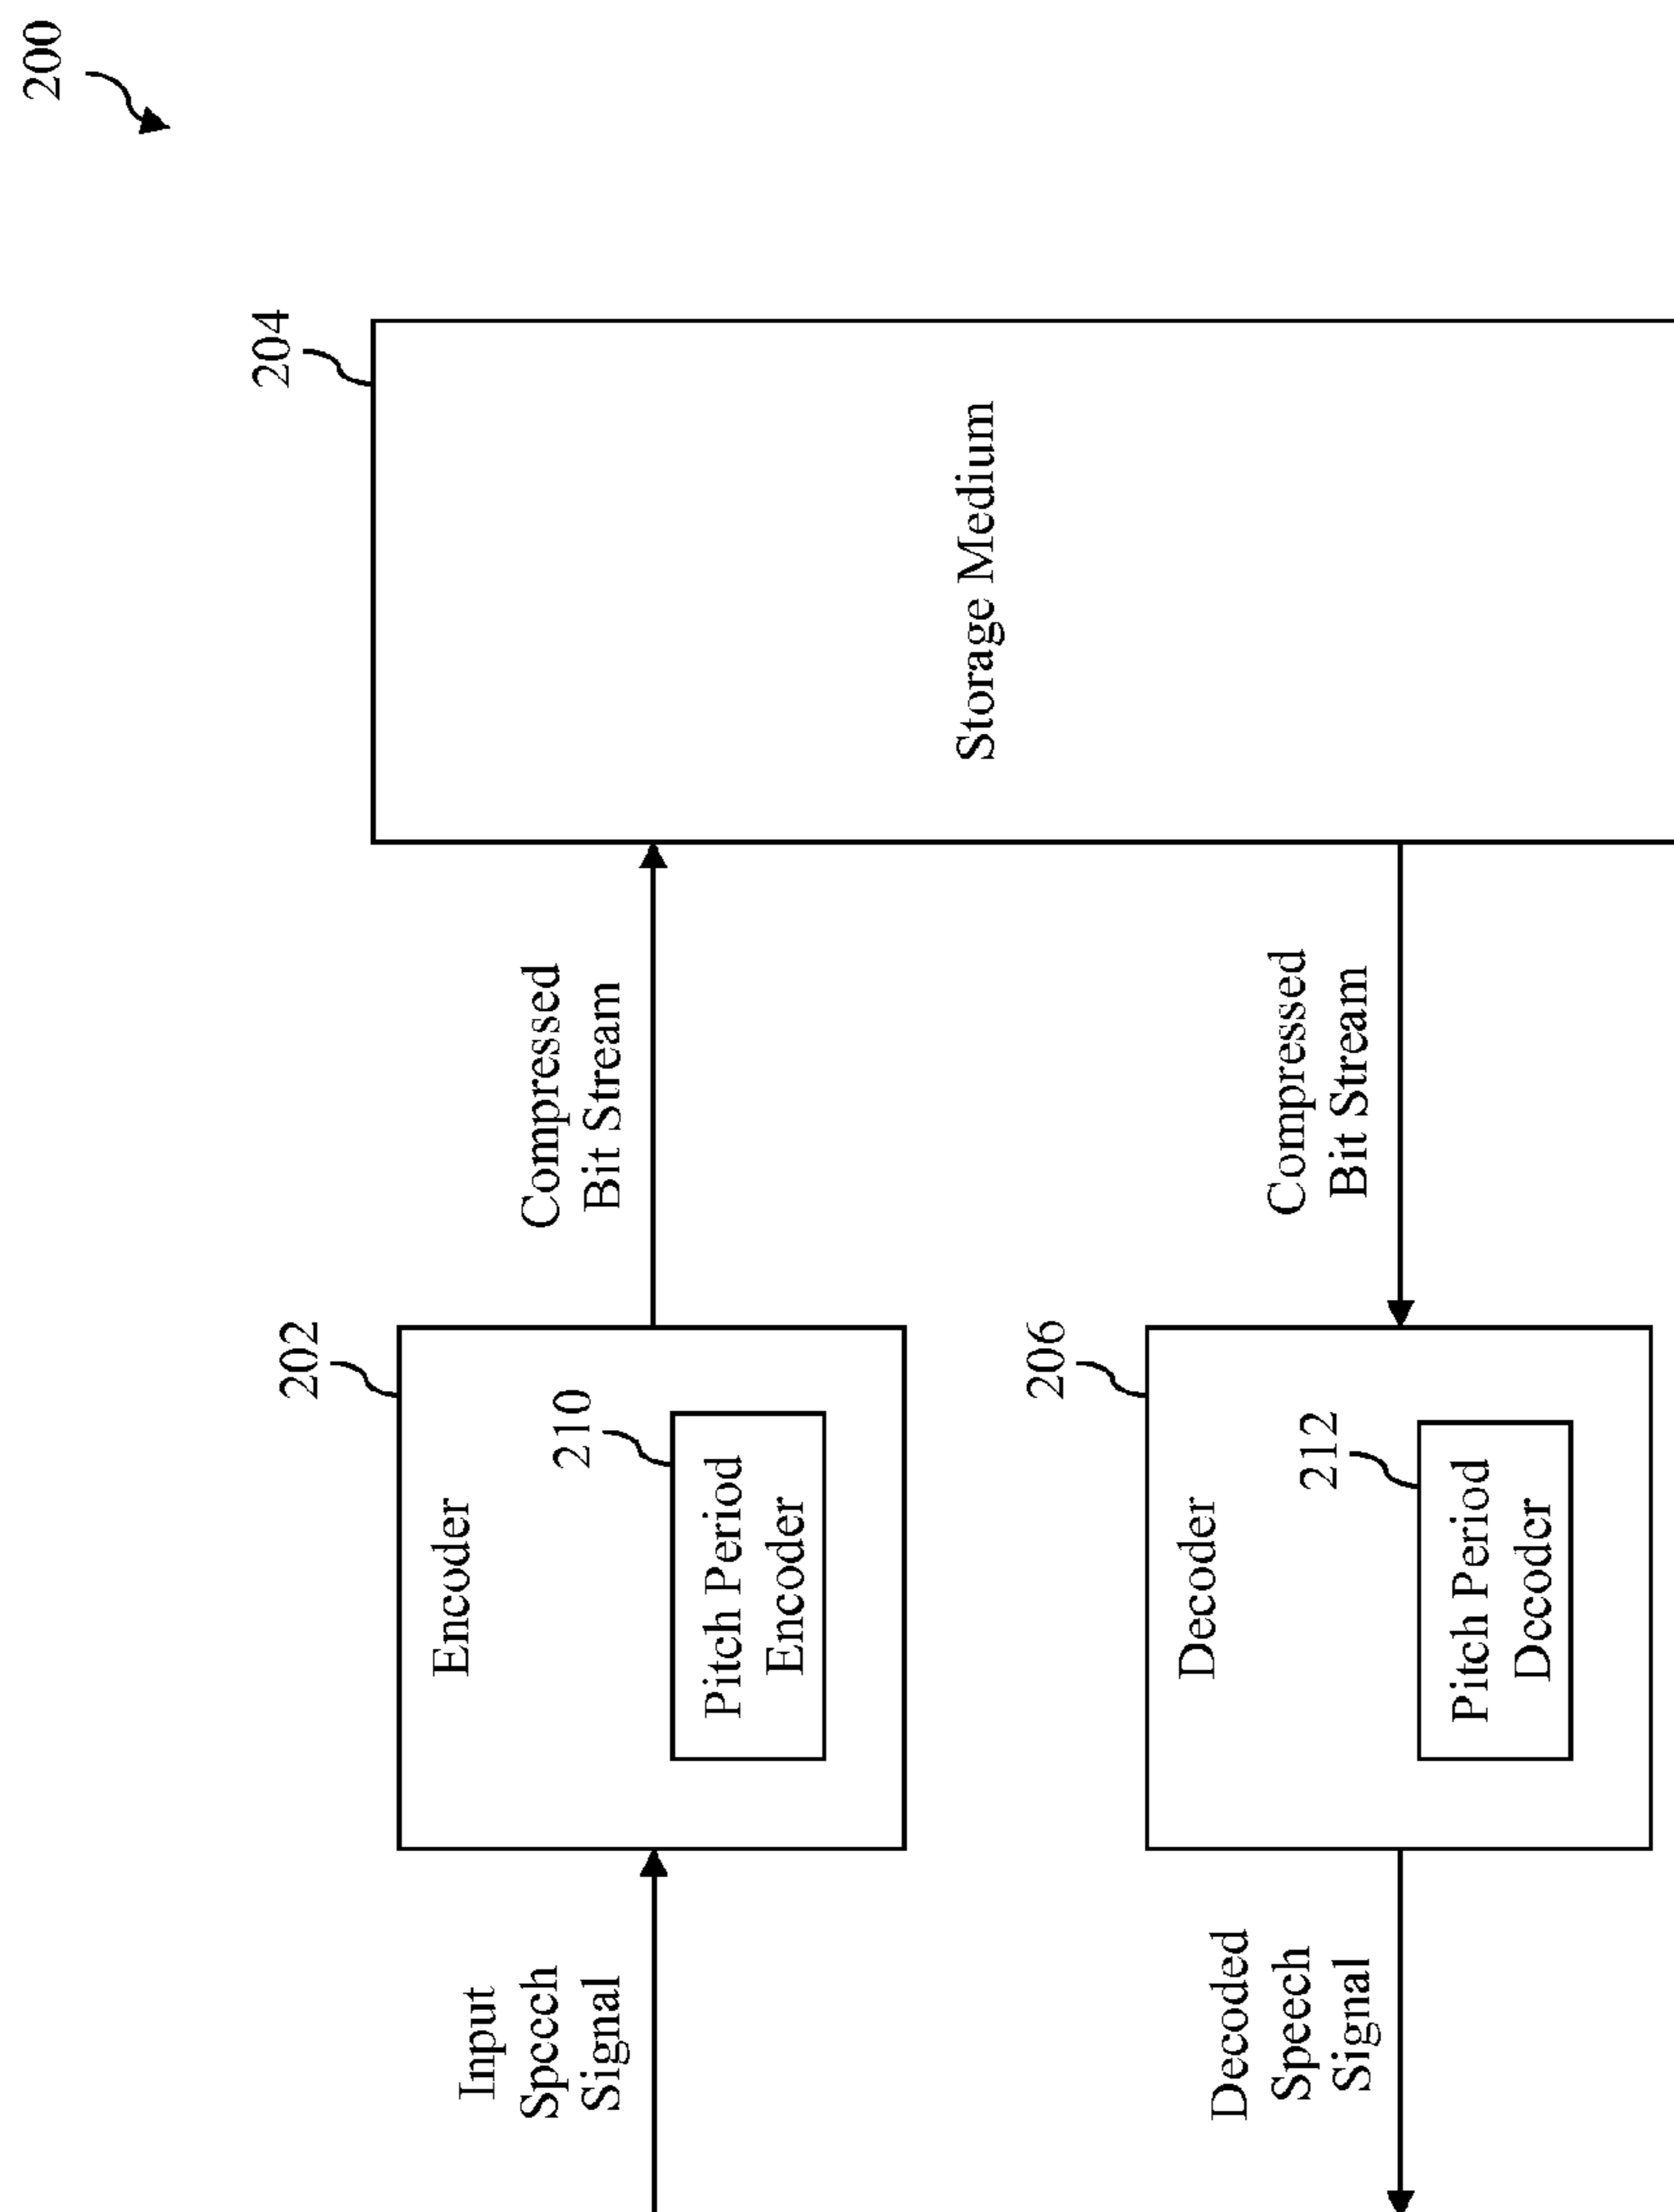 200
204
Storage Medium
202
Encoder
210
Pitch Period
Encoder
Input
Speech
Signal
Compressed
Bit Stream
206
Decoder
212
Pitch Period
Decoder
Decoded
Speech
Signal
Compressed
Bit Stream